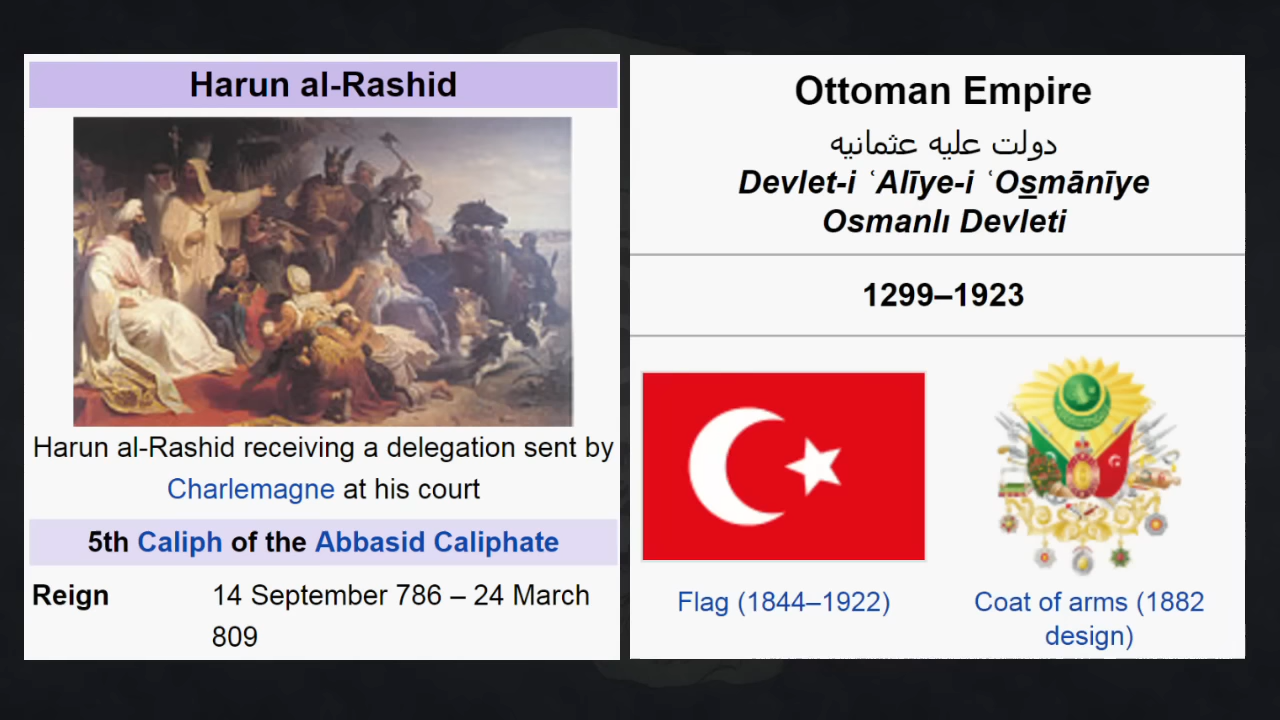 Harun al-Rashid
Harun al-Rashid receiving a delegation sent by
Charlemagne at his court
5th Caliph of the Abbasid Caliphate
Reign 14 September 786 – 24 March
809
Ottoman Empire
دولت عليه عثمانیه
Devlet-i ʿAlīye-i ʿOs̲mānīye
Osmanlı Devleti
1299–1923
Flag (1844–1922)
Coat of arms (1882
design)